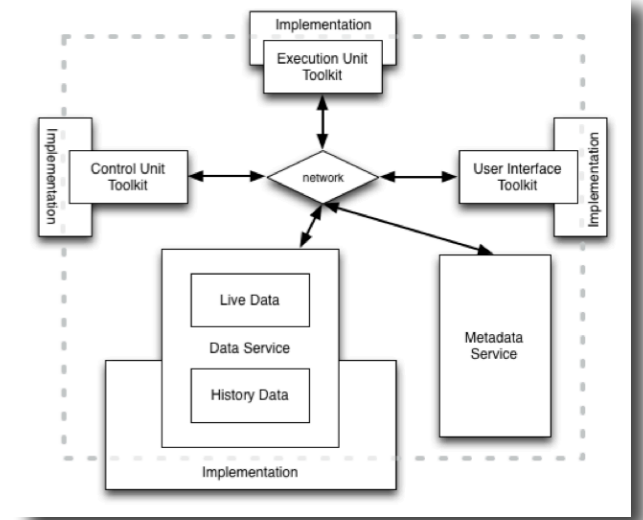 Implementation
Execution Unit
Toolkit
Implementation
Control Unit
Toolkit
network
User Interface
Toolkit
Implementation
Live Data
Data Service
History Data
Implementation
Metadata
Service